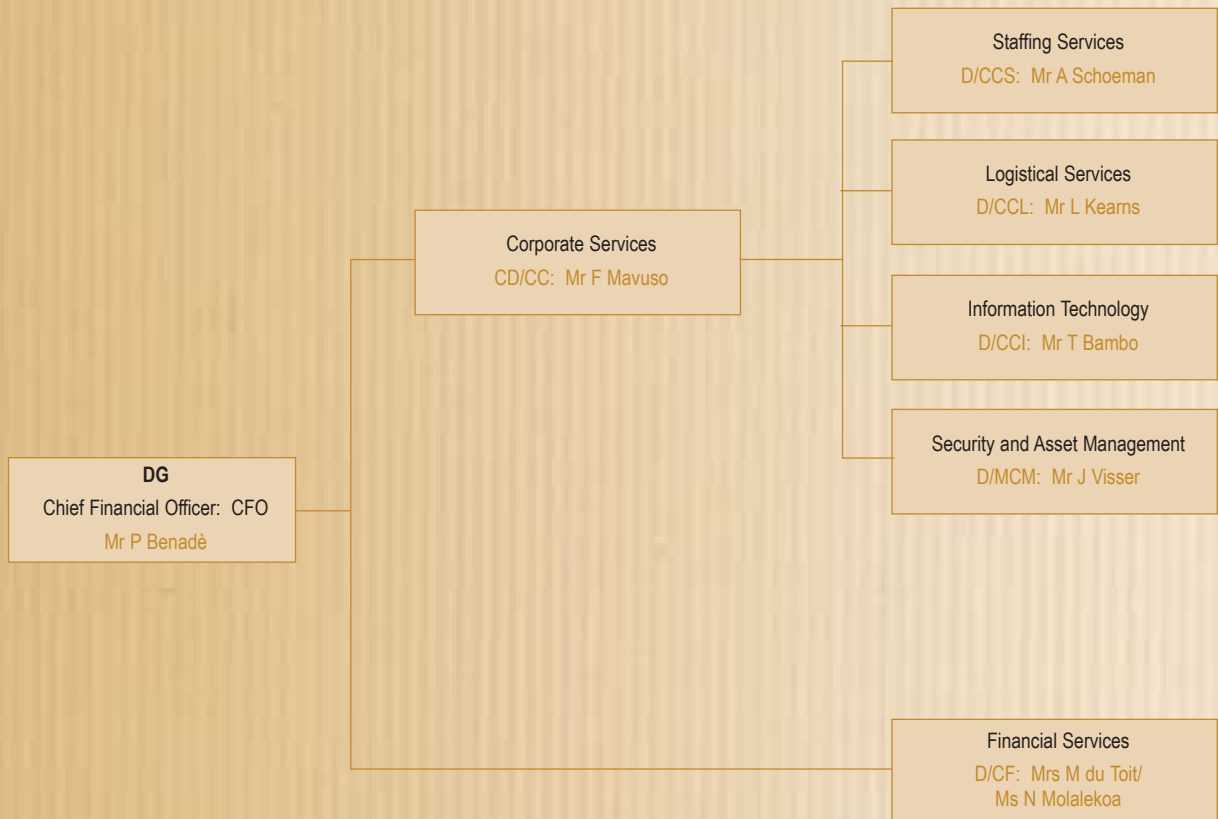 Staffing Services
D/CCS: Mr A Schoeman
Logistical Services
D/CCL: Mr L Kearns
Corporate Services
CD/CC: Mr F Mavuso
Information Technology
D/CCI: Mr T Bambo
Security and Asset Management
D/MCM: Mr J Visser
DG
Chief Financial Officer: CFO
Mr P Benadè
Financial Services
D/CF: Mrs M du Toit/
Ms N Molalekoa